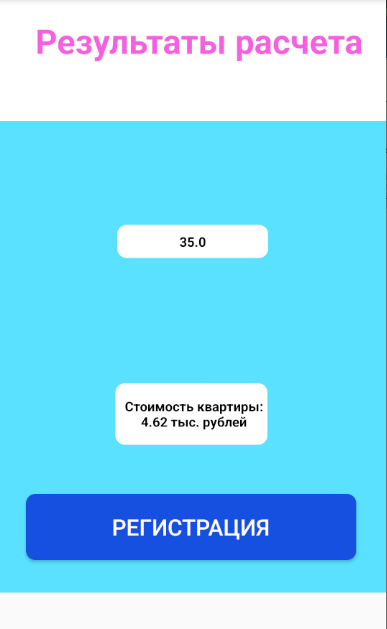 Результаты расчета
35.0
Стоимость квартиры:
4.62 тыс. рублей
РЕГИСТРАЦИЯ